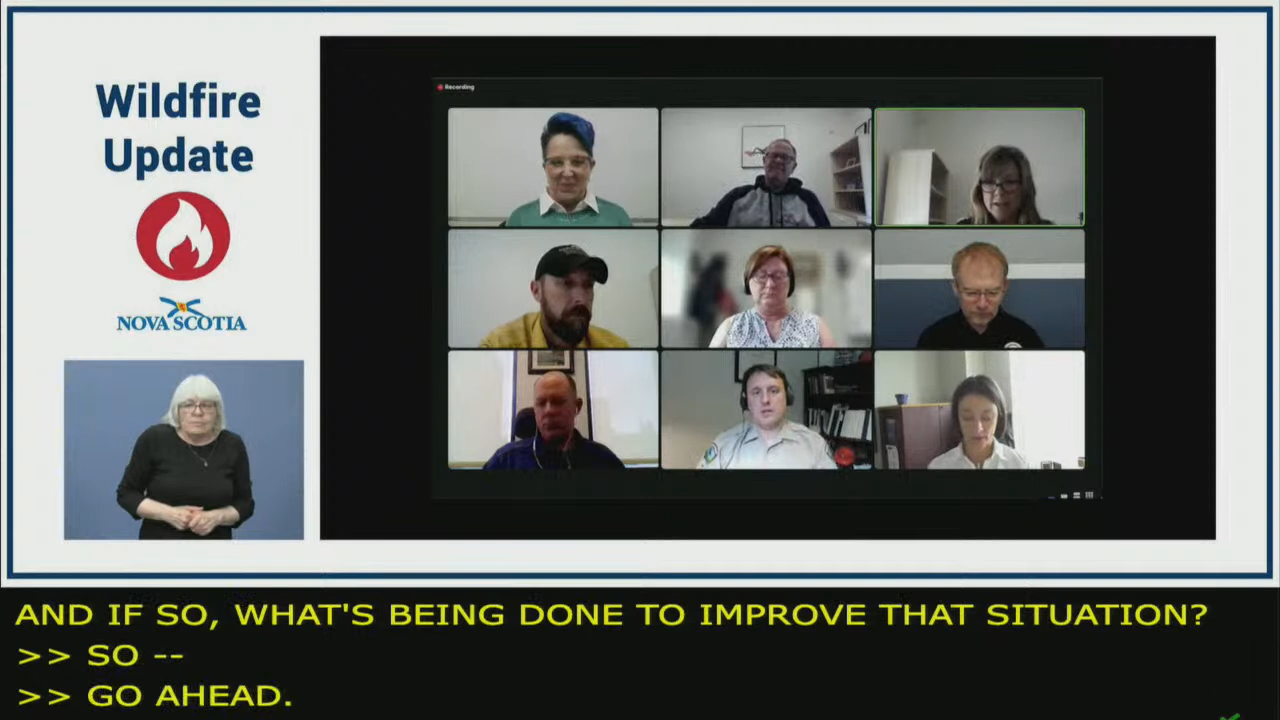 Wildfire
Update
NOVA SCOTIA
Recording
AND IF SO, WHAT'S BEING DONE TO IMPROVE THAT SITUATION?
>> SO --
>> GO AHEAD.